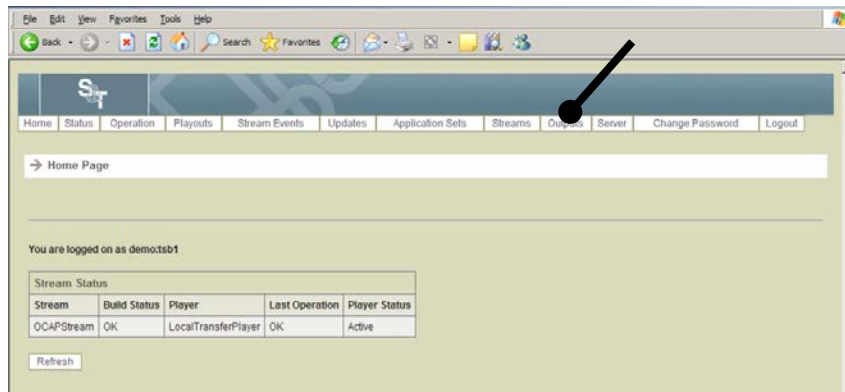 File Edit View Favorites Tools Help
Back Search Favorites
S&T
Home Status Operation Playouts Stream Events Updates Application Sets Streams Outputs Server Change Password Logout
→ Home Page
You are logged on as demo:tsb1
Stream Status
Stream Build Status Player Last Operation Player Status
OCAPStream OK LocalTransferPlayer OK Active
Refresh